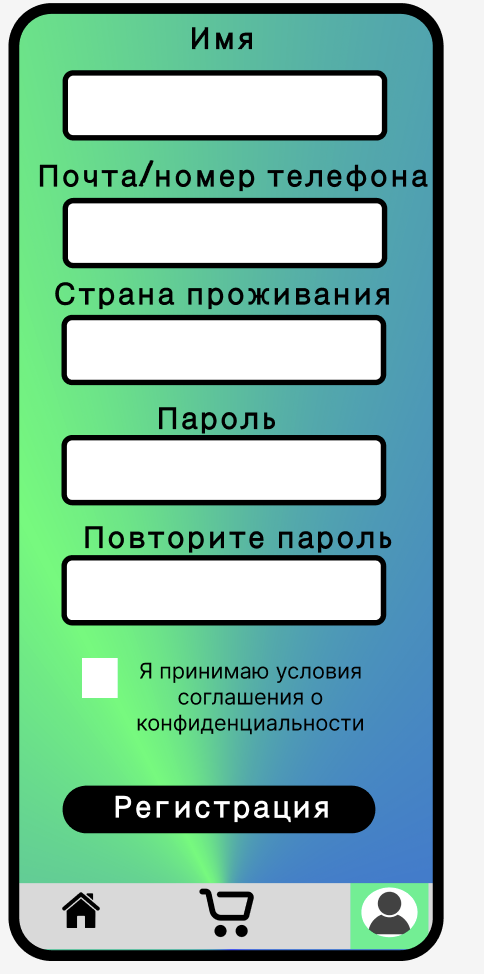 Имя
Почта/номер телефона
Страна проживания
Пароль
Повторите пароль
Я принимаю условия
соглашения о
конфиденциальности
Регистрация